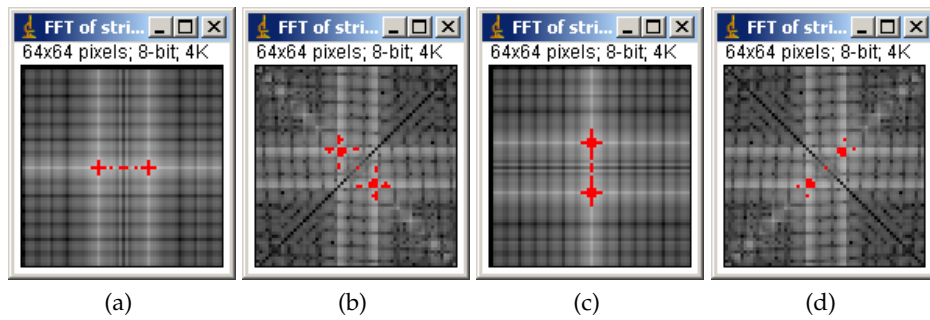 FFT of stri...
64x64 pixels; 8-bit; 4K
FFT of stri...
64x64 pixels; 8-bit; 4K
FFT of stri...
64x64 pixels; 8-bit; 4K
FFT of stri...
64x64 pixels; 8-bit; 4K
(a)
(b)
(c)
(d)